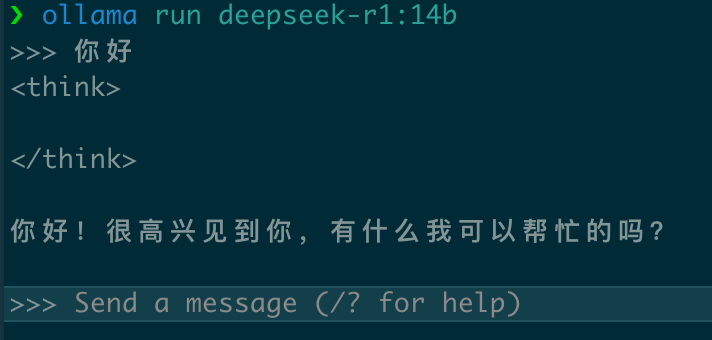 ❯ ollama run deepseek-r1:14b
>>> 你好
<think>
</think>
你好！很高兴见到你，有什么我可以帮忙的吗？
>>> Send a message (/? for help)